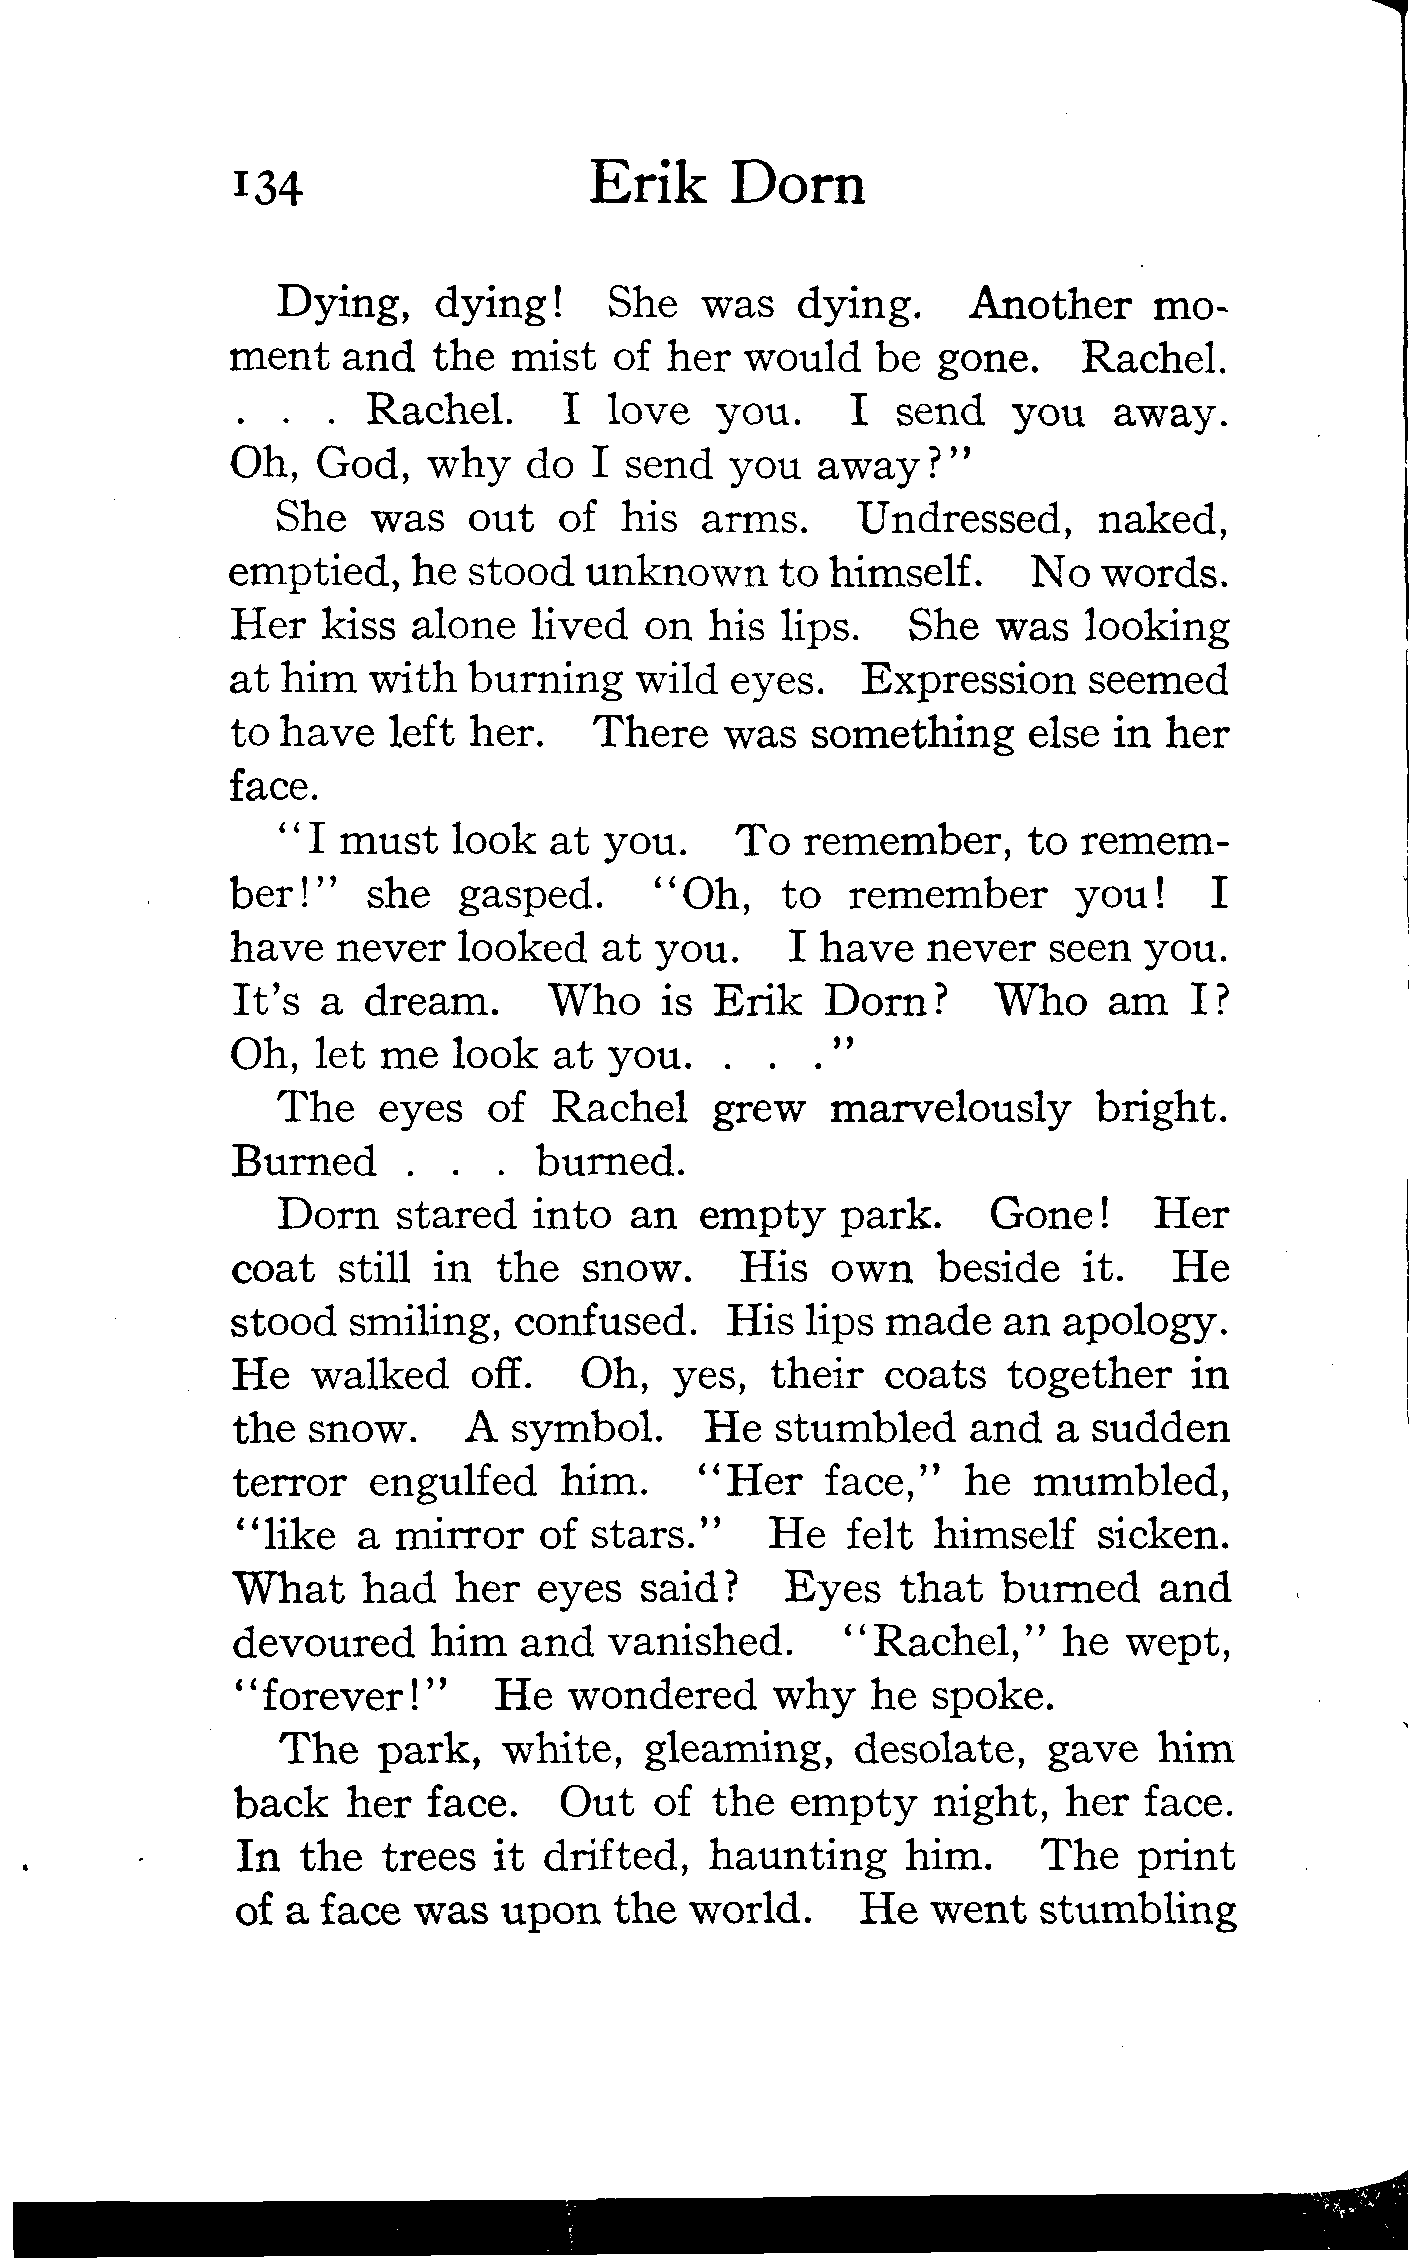 134 Erik Dorn
Dying, dying! She was dying. Another mo-
ment and the mist of her would be gone. Rachel.
. . . Rachel. I love you. I send you away.
Oh, God, why do I send you away?"
She was out of his arms. Undressed, naked,
emptied, he stood unknown to himself. No words.
Her kiss alone lived on his lips. She was looking
at him with burning wild eyes. Expression seemed
to have left her. There was something else in her
face.
"I must look at you. To remember, to remem-
ber!" she gasped. "Oh, to remember you! I
have never looked at you. I have never seen you.
It's a dream. Who is Erik Dorn? Who am I?
Oh, let me look at you. . . ."
The eyes of Rachel grew marvelously bright.
Burned . . . burned.
Dorn stared into an empty park. Gone! Her
coat still in the snow. His own beside it. He
stood smiling, confused. His lips made an apology.
He walked off. Oh, yes, their coats together in
the snow. A symbol. He stumbled and a sudden
terror engulfed him. "Her face," he mumbled,
"like a mirror of stars." He felt himself sicken.
What had her eyes said? Eyes that burned and
devoured him and vanished. "Rachel," he wept,
"forever!" He wondered why he spoke.
The park, white, gleaming, desolate, gave him
back her face. Out of the empty night, her face.
In the trees it drifted, haunting him. The print
of a face was upon the world. He went stumbling